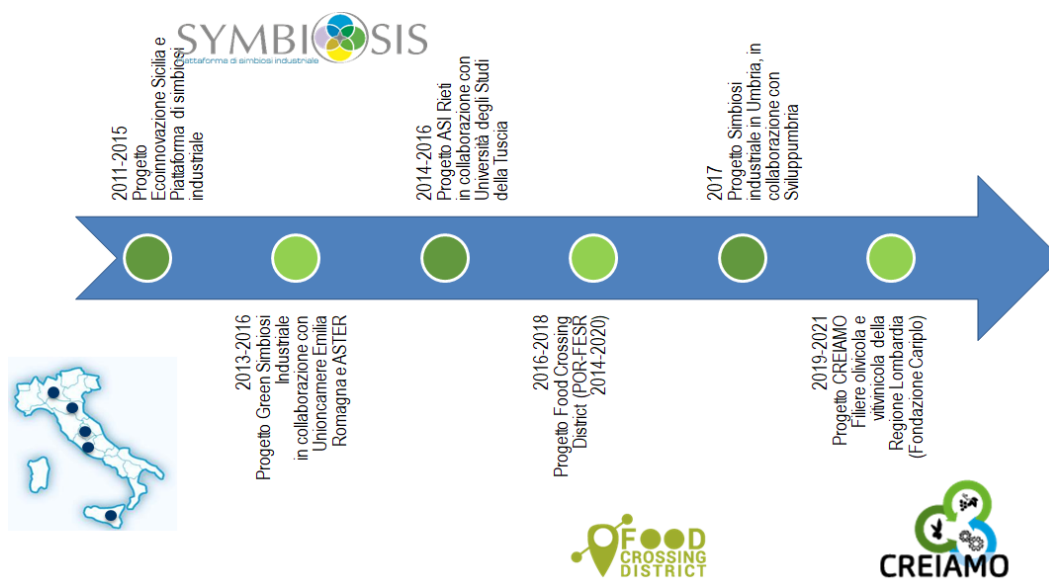 SYMBIOSIS
Piattaforma di simbiosi industriale
2011-2015
Progetto
Ecoinnovazione Sicilia e
Piattaforma di simbiosi
industriale
2014-2016
Progetto ASI Rieti
in collaborazione con
Università degli Studi
della Tuscia
2017
Progetto Simbiosi
industriale in Umbria, in
collaborazione con
Sviluppumbria
2013-2016
Progetto Green Simbiosi
Industriale
in collaborazione con
Unioncamere Emilia
Romagna e ASTER
2016-2018
Progetto Food Crossing
District (POR-FESR
2014-2020)
2019-2021
Progetto CREIAMO
Filiere olivicola e
vitivinicola della
Regione Lombardia
(Fondazione Cariplo)
FOOD
CROSSING
DISTRICT
CREIAMO